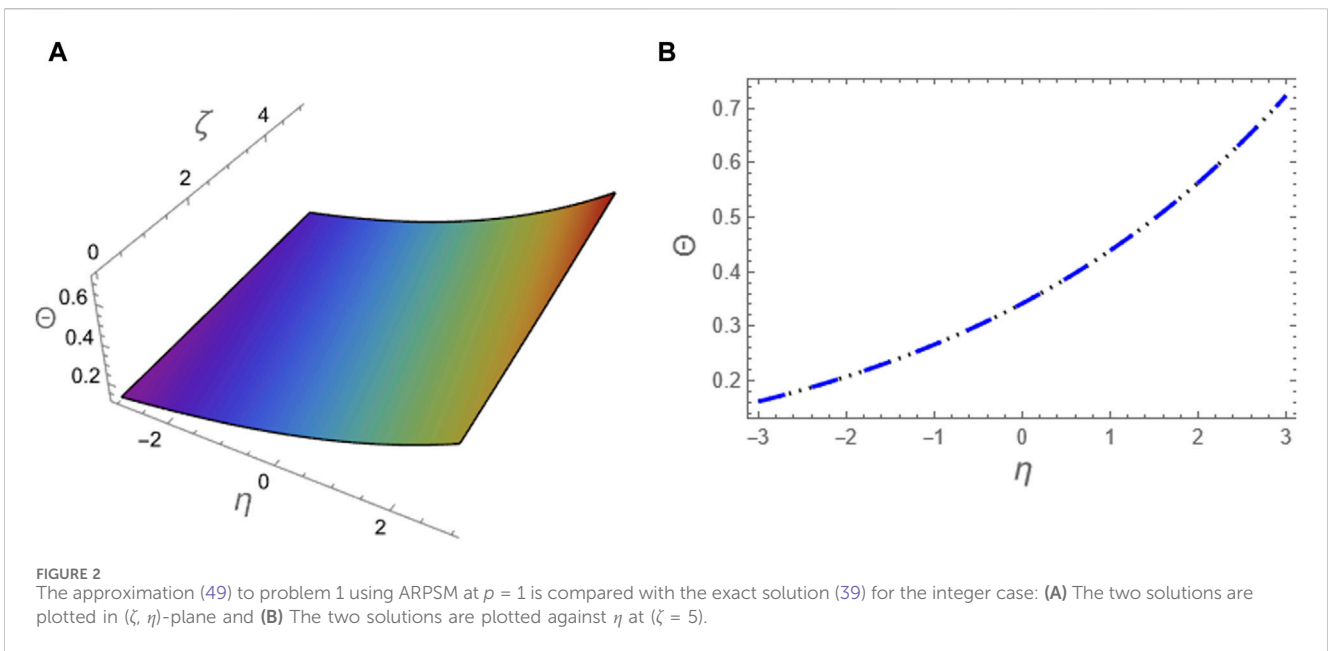 A
B
ζ
4
2
0
0.6
Θ
0.4
0.2
−2
0
η
2
0.7
0.6
0.5
Θ
0.4
0.3
0.2
−3 −2 −1 0 1 2 3
η
FIGURE 2
The approximation (49) to problem 1 using ARPSM at p = 1 is compared with the exact solution (39) for the integer case: (A) The two solutions are
plotted in (ζ, η)-plane and (B) The two solutions are plotted against η at (ζ = 5).